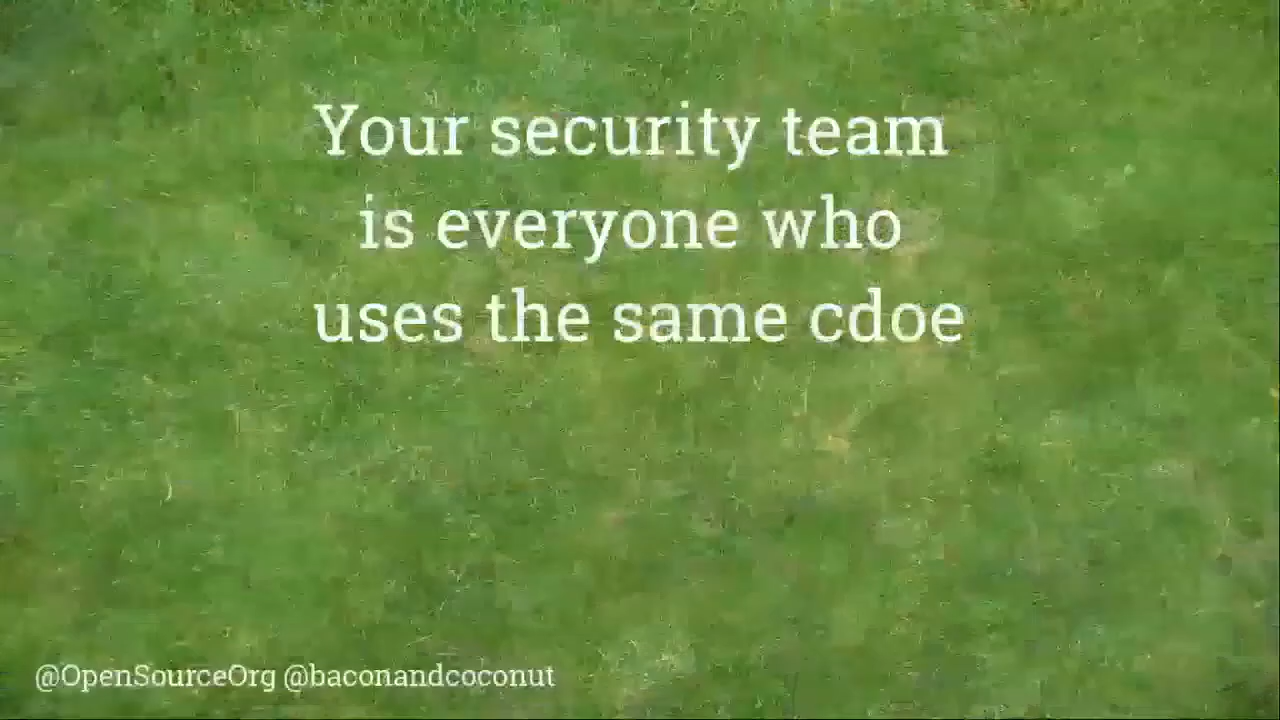 Your security team
is everyone who
uses the same cdoe
@OpenSourceOrg @baconandcoconut